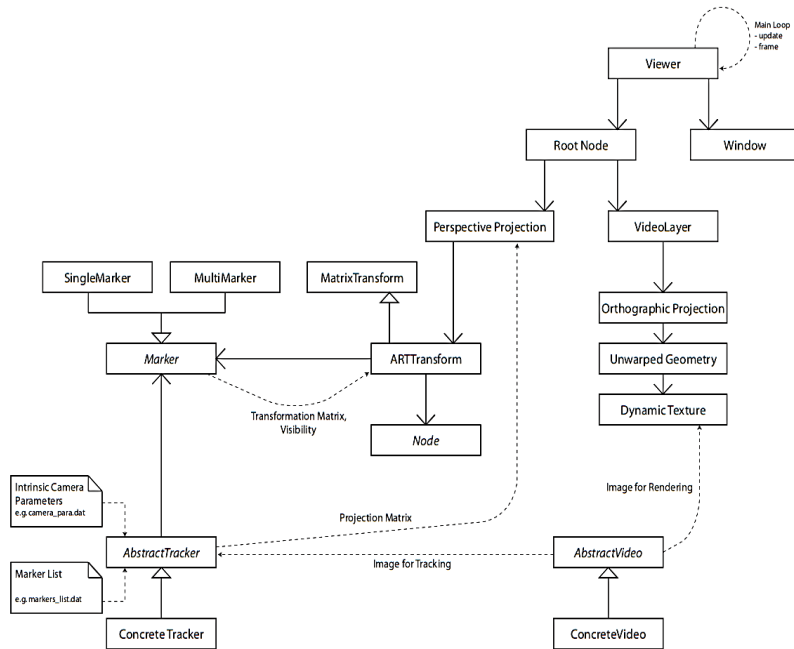 Main Loop
- update
- frame
Viewer
Root Node
Window
Perspective Projection
VideoLayer
SingleMarker
MultiMarker
MatrixTransform
Orthographic Projection
Marker
ARTTransform
Unwarped Geometry
Transformation Matrix,
Visibility
Node
Dynamic Texture
Intrinsic Camera
Parameters
e.g.camera_para.dat
Image for Rendering
Projection Matrix
AbstractTracker
Image for Tracking
AbstractVideo
Marker List
e.g.markers_list.dat
Concrete Tracker
ConcreteVideo